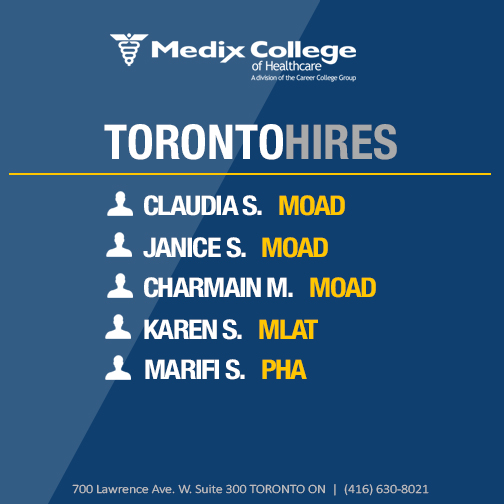 Medix College
of Healthcare
A division of the Career College Group
TORONTOHIRES
CLAUDIA S. MOAD
JANICE S. MOAD
CHARMAIN M. MOAD
KAREN S. MLAT
MARIFI S. PHA
700 Lawrence Ave. W. Suite 300 TORONTO ON | (416) 630-8021